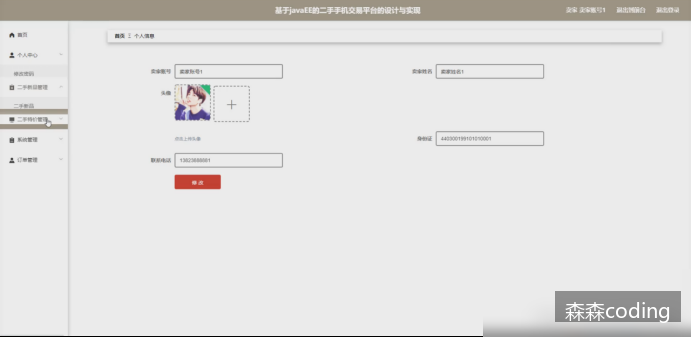 基于javaEE的二手手机交易平台的设计与实现
卖家 卖家账号1 退出到前台 退出登录
首页
个人中心
修改密码
二手新品管理
二手新品
二手特价管理
系统管理
订单管理
首页 个人信息
卖家账号 卖家账号1
卖家姓名 卖家姓名1
头像
点击上传头像
身份证 440300199101010001
联系电话
修改
森森coding